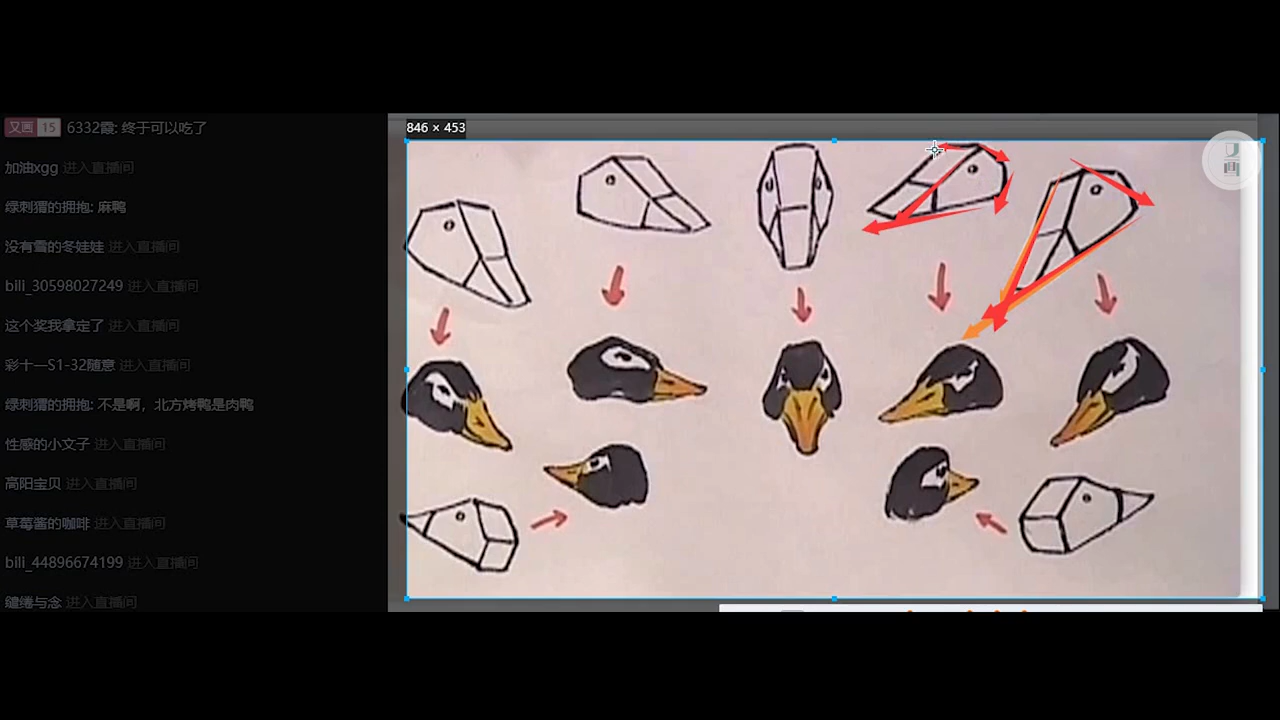 又画 15 6332霞: 终于可以吃了
加油xgg 进入直播间
绿刺猬的拥抱: 麻鸭
没有雪的冬娃娃 进入直播间
bili_30598027249 进入直播间
这个奖我拿定了 进入直播间
彩十一S1-32随意 进入直播间
绿刺猬的拥抱: 不是啊，北方烤鸭是肉鸭
性感的小文子 进入直播间
高阳宝贝 进入直播间
草莓酱的咖啡 进入直播间
bili_44896674199 进入直播间
缱绻与念 进入直播间
846 × 453